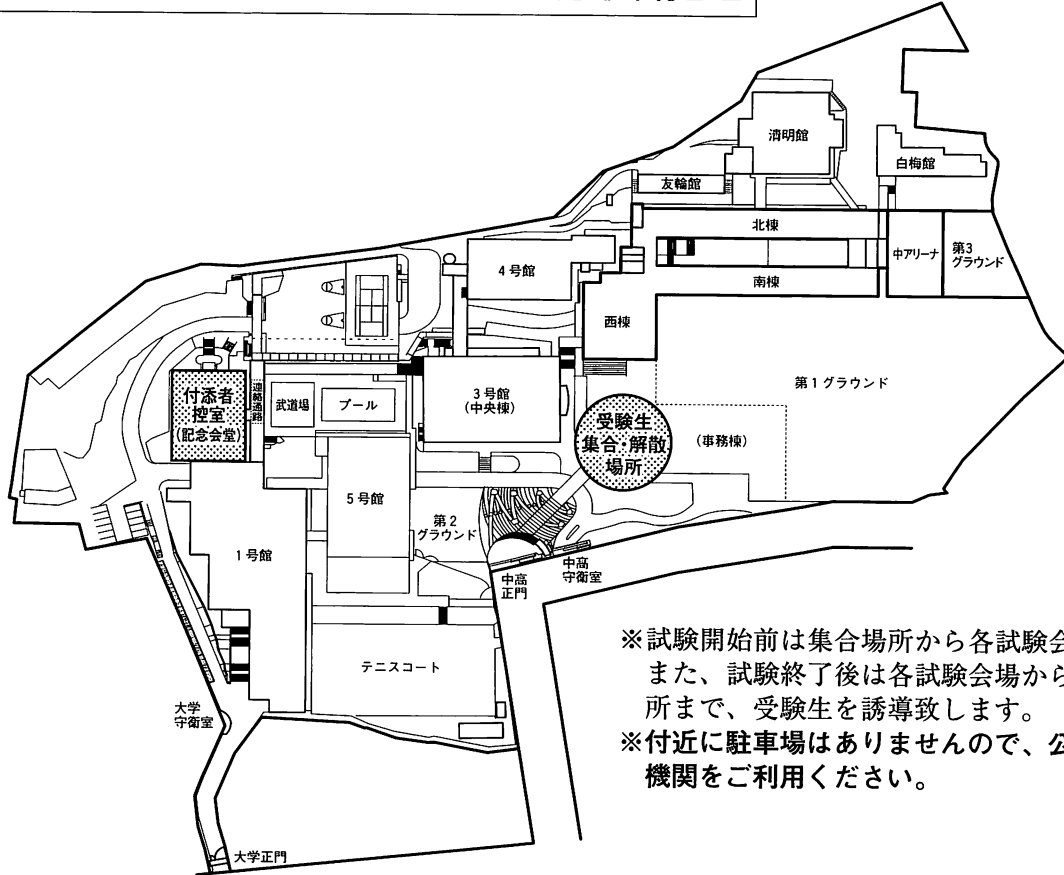 済明館
白梅館
友輪館
北棟
中アリーナ
第3
グラウンド
4号館
南棟
西棟
第1グラウンド
付添者
控室
(記念会堂)
連絡通路
武道場
プール
3号館
(中央棟)
受験生
集合・解散
場所
(事務棟)
5号館
第2
グラウンド
1号館
中高
正門
中高
守衛室
テニスコート
大学
守衛室
大学正門
※試験開始前は集合場所から各試験会
また、試験終了後は各試験会場から
所まで、受験生を誘導致します。
※付近に駐車場はありませんので、公
機関をご利用ください。